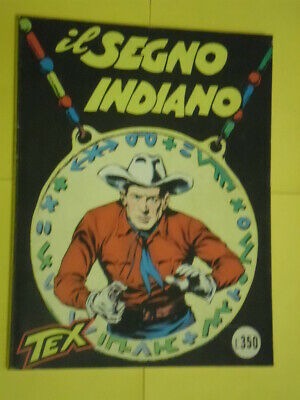 il SEGNO
INDIANO
TEX
L.350